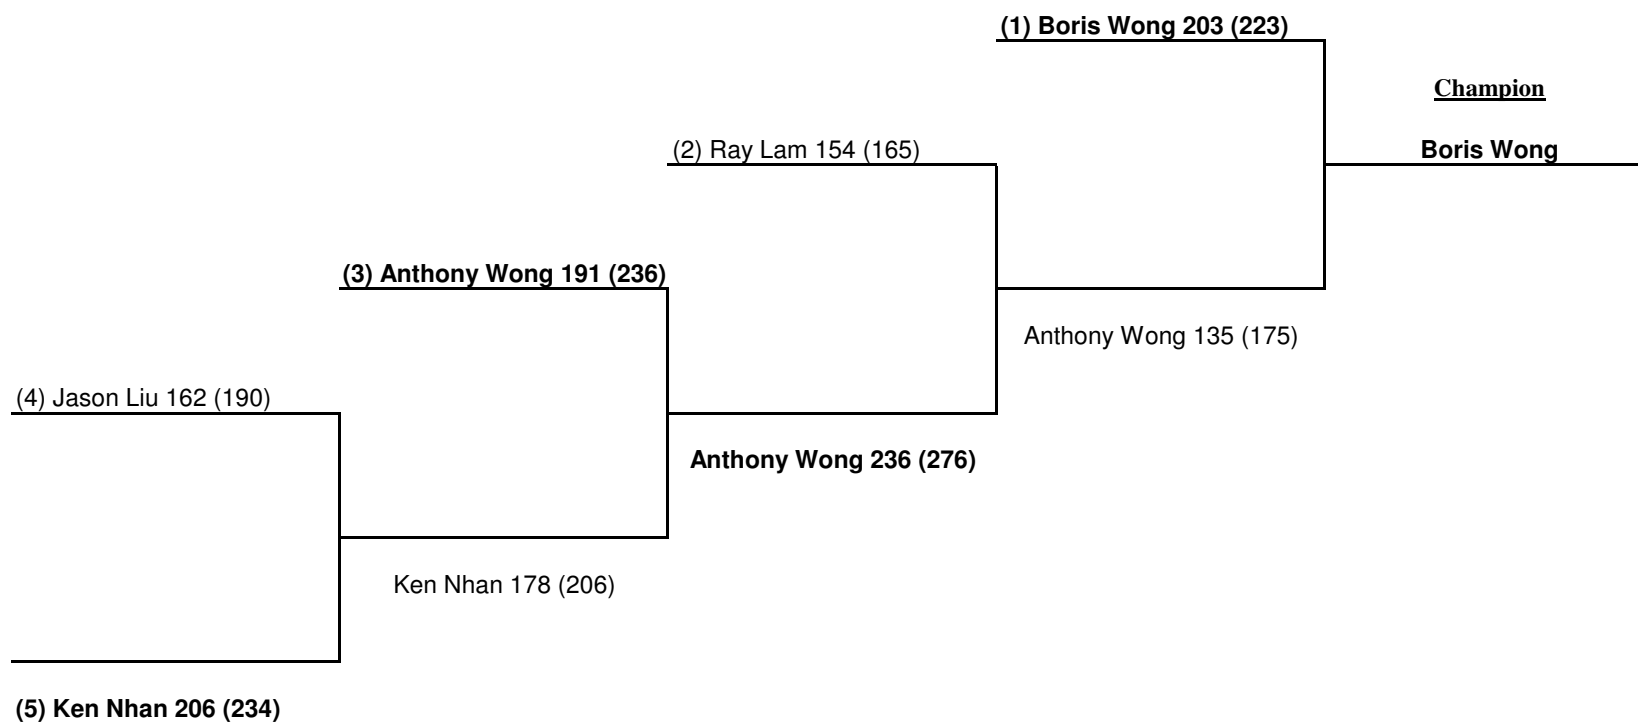 (1) Boris Wong 203 (223)
Champion
(2) Ray Lam 154 (165)
Boris Wong
(3) Anthony Wong 191 (236)
Anthony Wong 135 (175)
(4) Jason Liu 162 (190)
Anthony Wong 236 (276)
Ken Nhan 178 (206)
(5) Ken Nhan 206 (234)